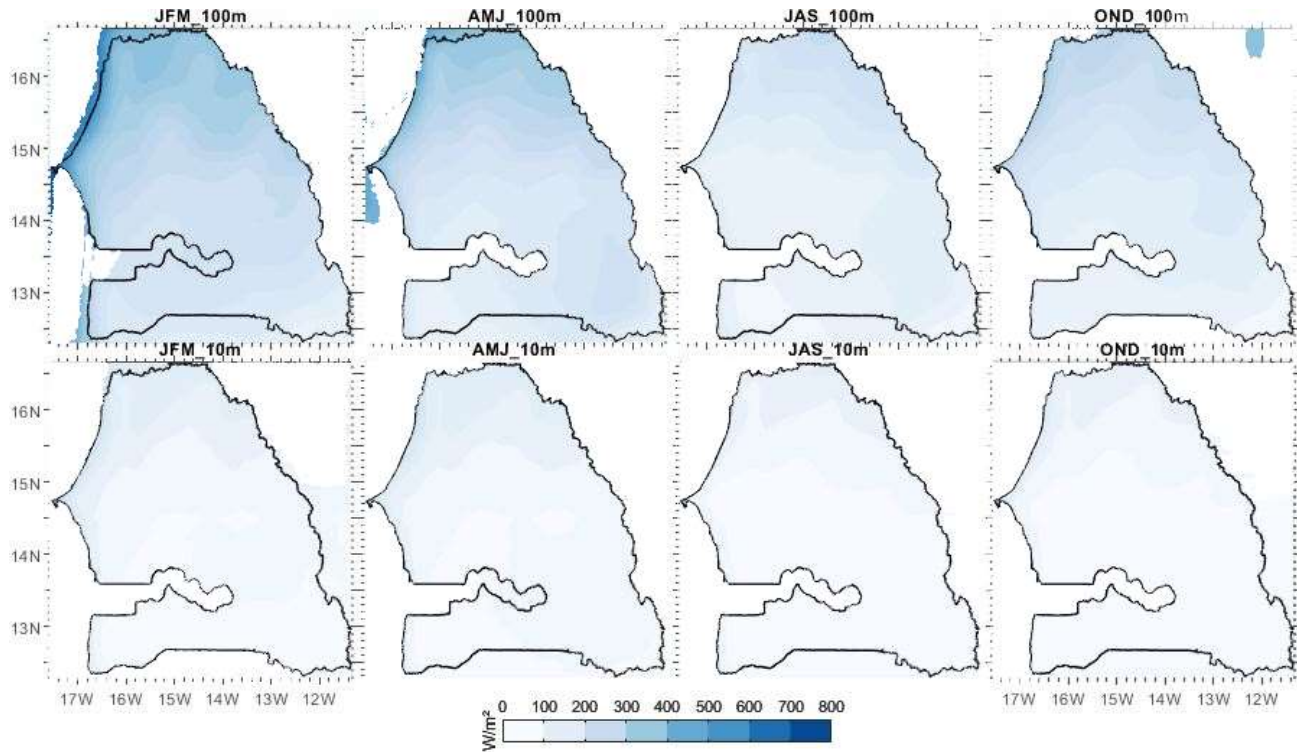 JFM_100m AMJ_100m JAS_100m OND_100m
16N
15N
14N
13N
JFM_10m AMJ_10m JAS_10m OND_10m
16N
15N
14N
13N
17W 16W 15W 14W 13W 12W 17W 16W 15W 14W 13W 12W
0 100 200 300 400 500 600 700 800
W/m²